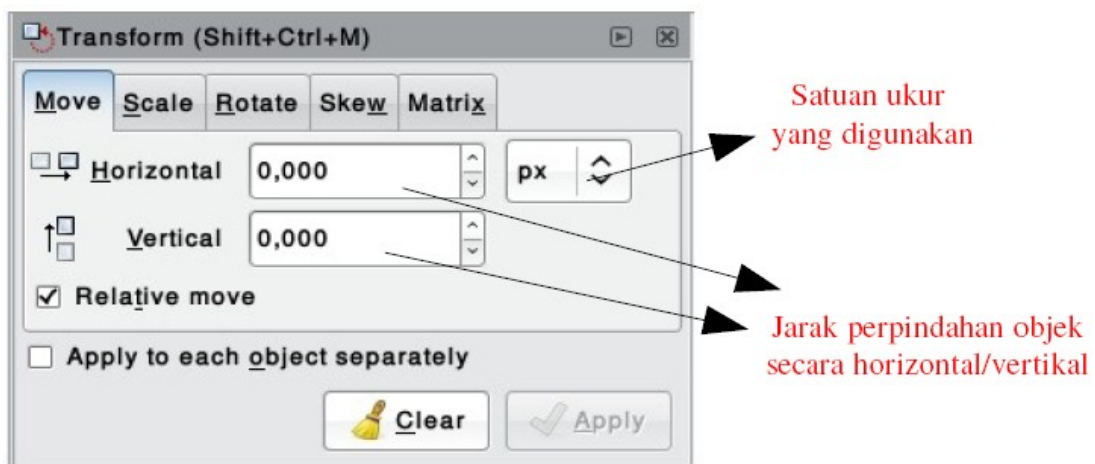 Transform (Shift+Ctrl+M)
Move Scale Rotate Skew Matrix
Satuan ukur
yang digunakan
Horizontal 0,000 px
Vertical 0,000
Relative move
Jarak perpindahan objek
secara horizontal/vertikal
Apply to each object separately
Clear Apply